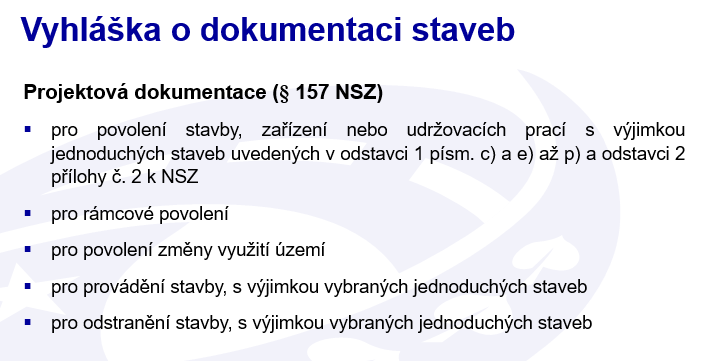 Vyhláška o dokumentaci staveb
Projektová dokumentace (§ 157 NSZ)
▪ pro povolení stavby, zařízení nebo udržovacích prací s výjimkou
jednoduchých staveb uvedených v odstavci 1 písm. c) a e) až p) a odstavci 2
přílohy č. 2 k NSZ
▪ pro rámcové povolení
▪ pro povolení změny využití území
▪ pro provádění stavby, s výjimkou vybraných jednoduchých staveb
▪ pro odstranění stavby, s výjimkou vybraných jednoduchých staveb